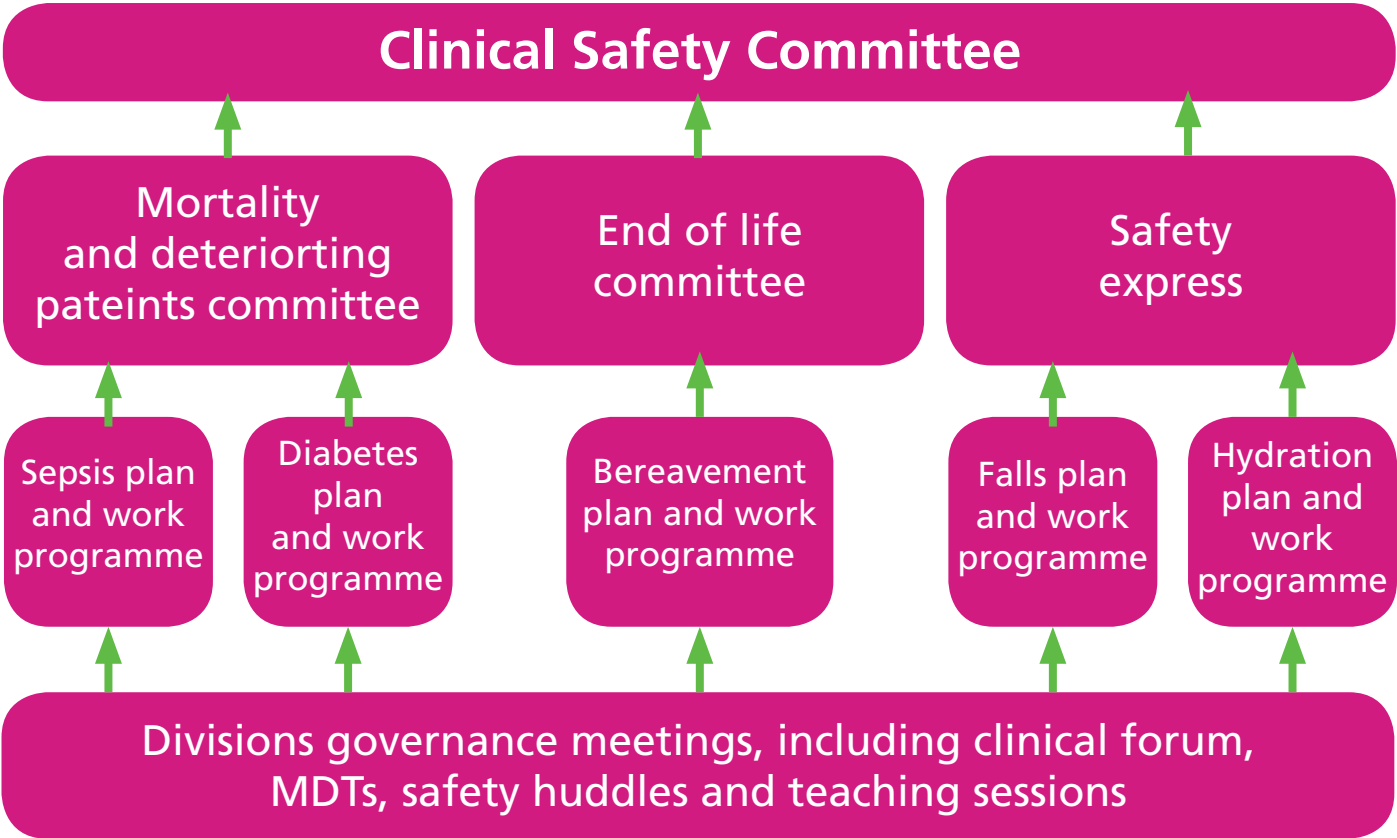 Clinical Safety Committee
Mortality
and deteriorting
pateints committee
End of life
committee
Safety
express
Sepsis plan
and work
programme
Diabetes
plan
and work
programme
Bereavement
plan and work
programme
Falls plan
and work
programme
Hydration
plan and
work
programme
Divisions governance meetings, including clinical forum,
MDTs, safety huddles and teaching sessions